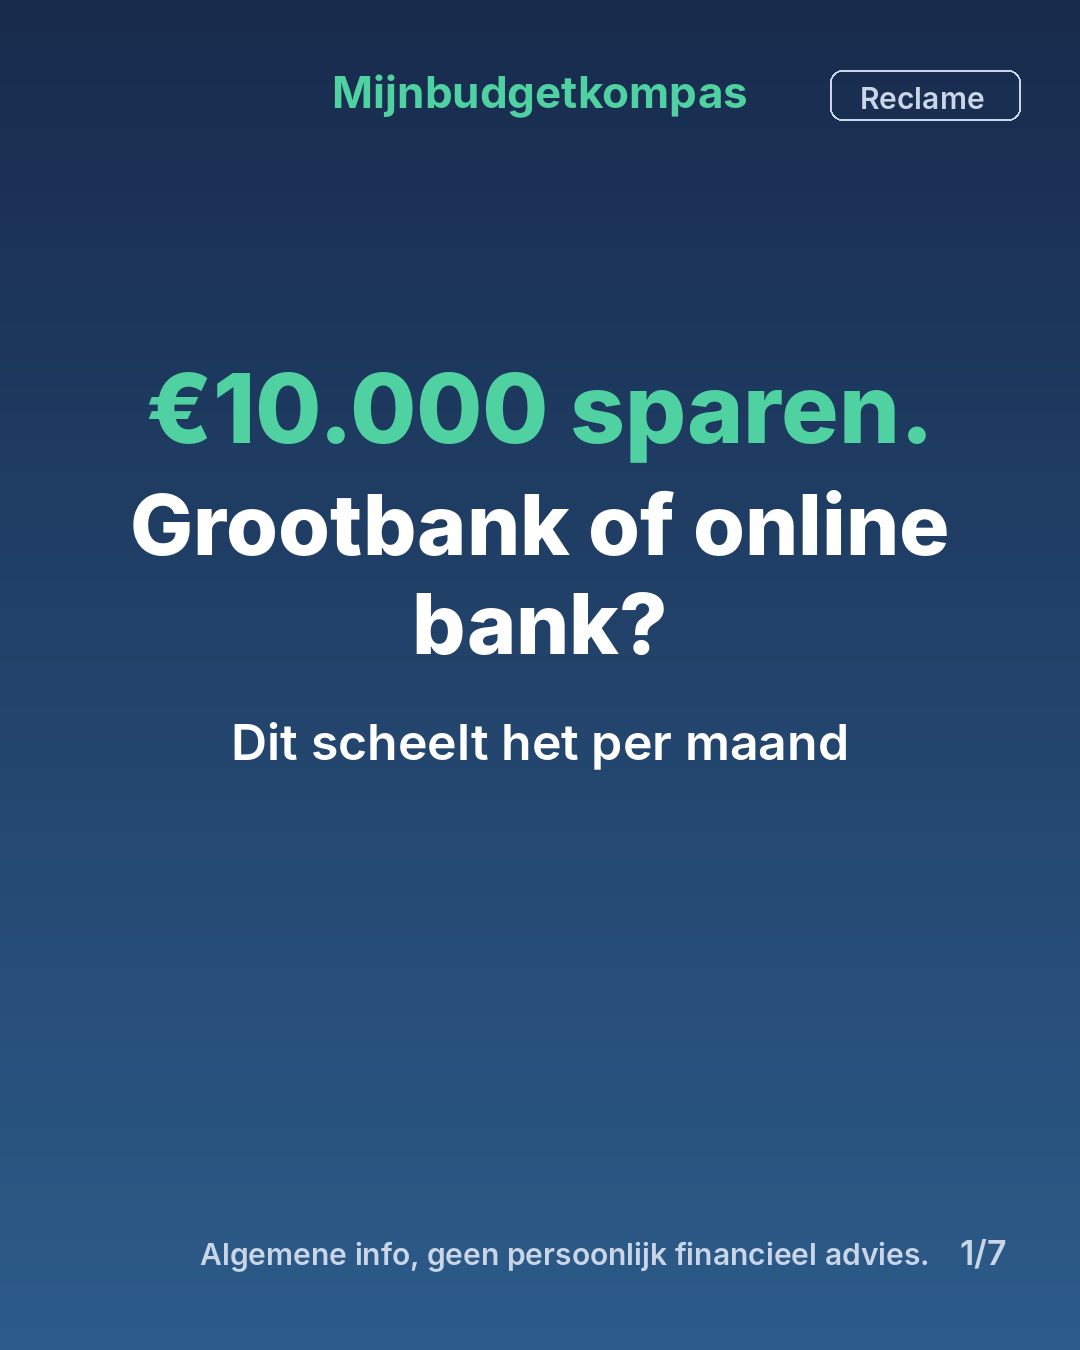 Mijnbudgetkompas
Reclame
€10.000 sparen.
Grootbank of online
bank?
Dit scheelt het per maand
Algemene info, geen persoonlijk financieel advies.
1/7